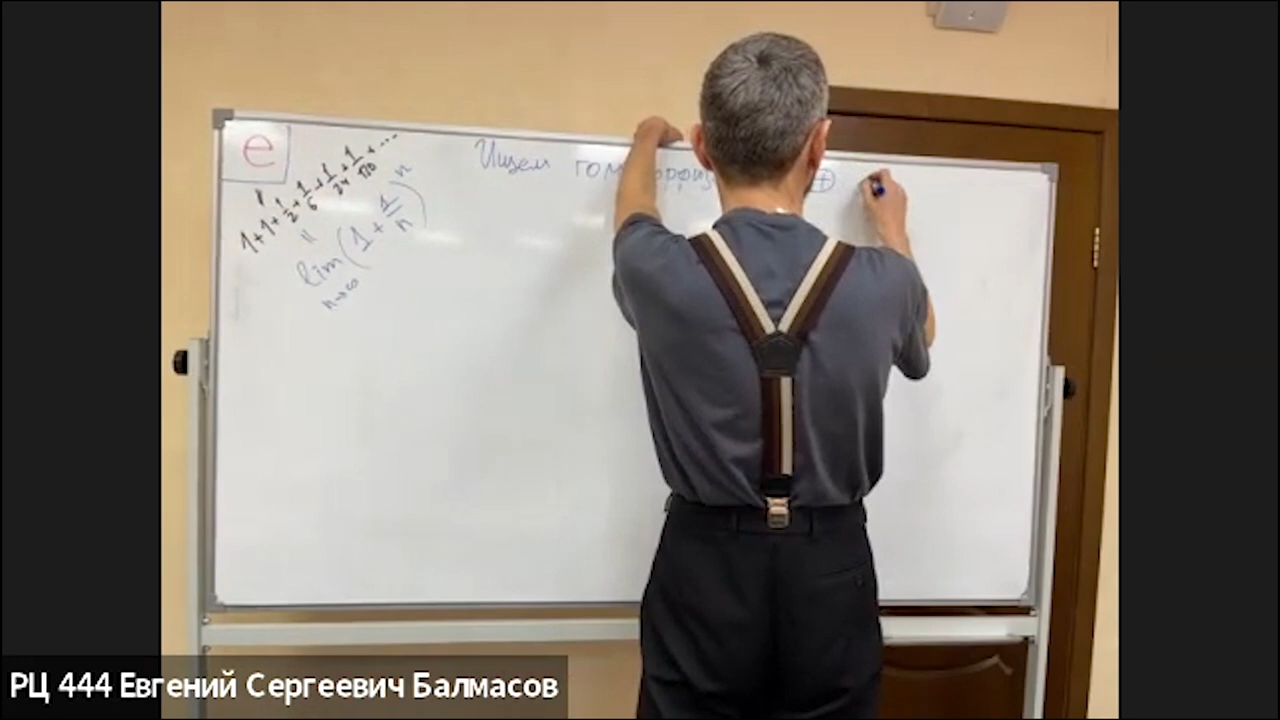 e
1+1+1/2+1/6+1/24+1/120+...
"
"
lim (1+1/n)^n
n→∞
Ищем ⊕
РЦ 444 Евгений Сергеевич Балмасов